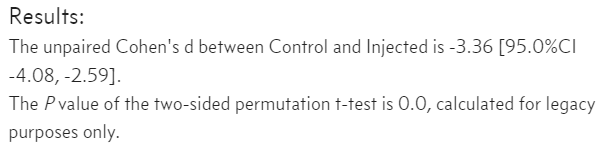 Results:
The unpaired Cohen's d between Control and Injected is -3.36 [95.0%CI
-4.08, -2.59].
The P value of the two-sided permutation t-test is 0.0, calculated for legacy
purposes only.